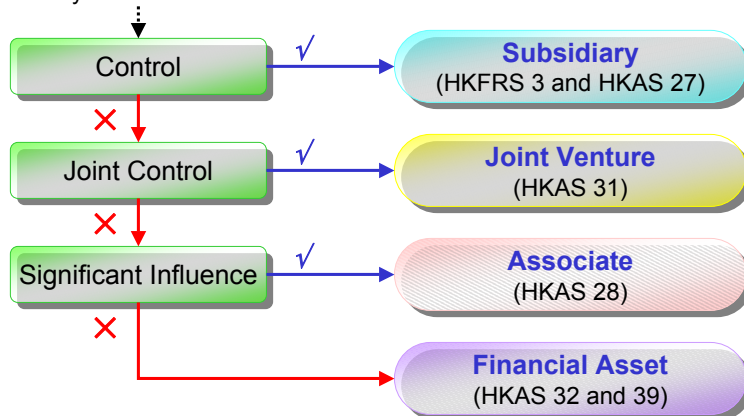 Control
√
Subsidiary
(HKFRS 3 and HKAS 27)
×
Joint Control
√
Joint Venture
(HKAS 31)
×
Significant Influence
√
Associate
(HKAS 28)
×
Financial Asset
(HKAS 32 and 39)